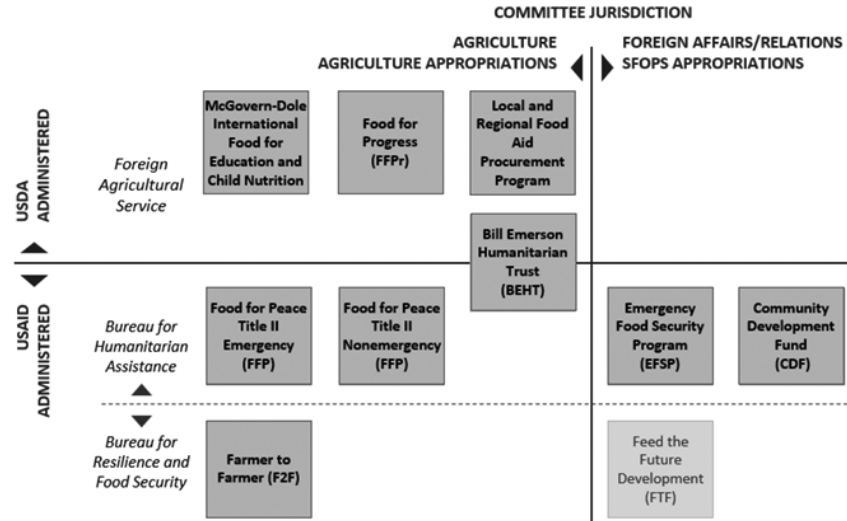 COMMITTEE JURISDICTION
AGRICULTURE
AGRICULTURE APPROPRIATIONS
FOREIGN AFFAIRS/RELATIONS
SFOPS APPROPRIATIONS
USDA
ADMINISTERED
Foreign
Agricultural
Service
McGovern-Dole
International
Food for
Education and
Child Nutrition
Food for
Progress
(FFPr)
Local and
Regional Food
Aid
Procurement
Program
Bill Emerson
Humanitarian
Trust
(BEHT)
USAID
ADMINISTERED
Bureau for
Humanitarian
Assistance
Food for Peace
Title II
Emergency
(FFP)
Food for Peace
Title II
Nonemergency
(FFP)
Emergency
Food Security
Program
(EFSP)
Community
Development
Fund
(CDF)
Bureau for
Resilience and
Food Security
Farmer to
Farmer (F2F)
Feed the
Future
Development
(FTF)